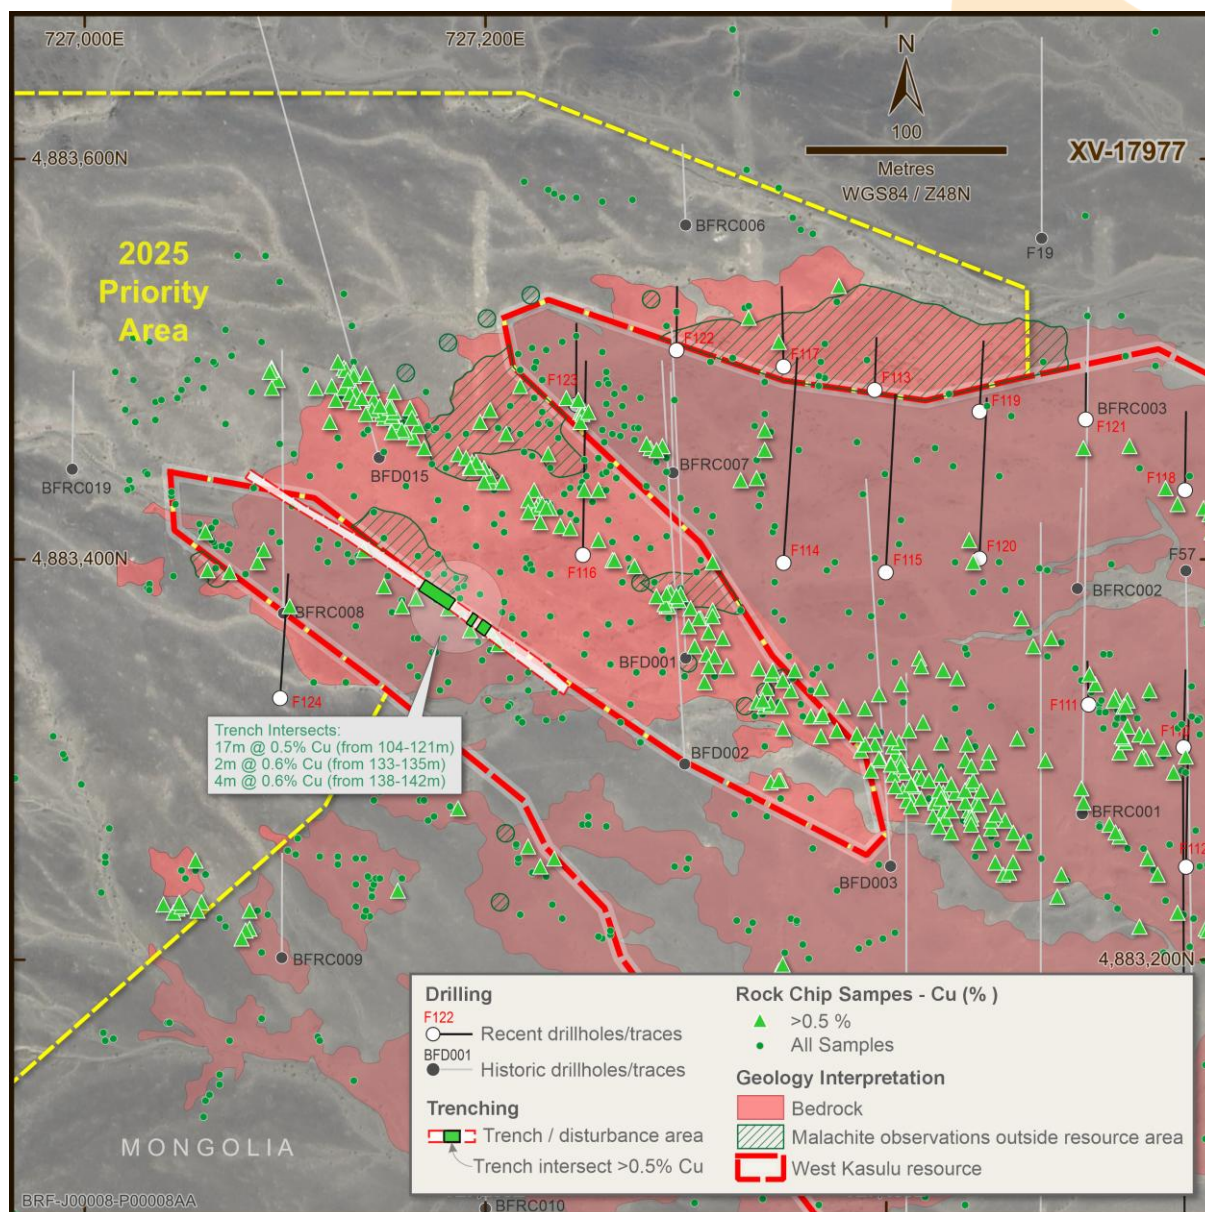 727,000E
727,200E
N
100
Metres
WGS84 / Z48N
XV-17977
4,883,600N
BFRC006
F19
2025
Priority
Area
F122
F117
F123
F113
F119
BFRC003
F121
BFRC019
BFD015
BFRC007
F118
4,883,400N
F116
F114
F115
F120
F57
BFRC002
BFRC008
BFD001
F124
F111
Trench Intersects:
17m @ 0.5% Cu (from 104-121m)
2m @ 0.6% Cu (from 133-135m)
4m @ 0.6% Cu (from 138-142m)
BFD002
BFRC001
BFD003
F112
BFRC009
4,883,200N
Drilling
F122
Recent drillholes/traces
BFD001
Historic drillholes/traces
Trenching
Trench / disturbance area
Trench intersect >0.5% Cu
Rock Chip Sampes - Cu (% )
>0.5 %
All Samples
Geology Interpretation
Bedrock
Malachite observations outside resource area
West Kasulu resource
MONGOLIA
BRF-J00008-P00008AA
BFRC010